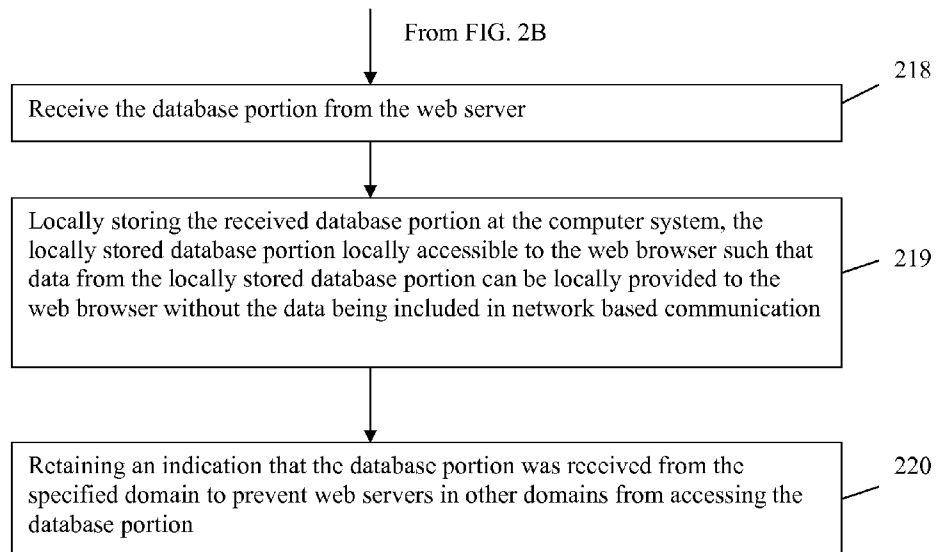 From FIG. 2B
218
Receive the database portion from the web server
Locally storing the received database portion at the computer system, the
locally stored database portion locally accessible to the web browser such that
data from the locally stored database portion can be locally provided to the
web browser without the data being included in network based communication
219
Retaining an indication that the database portion was received from the
specified domain to prevent web servers in other domains from accessing the
database portion
220